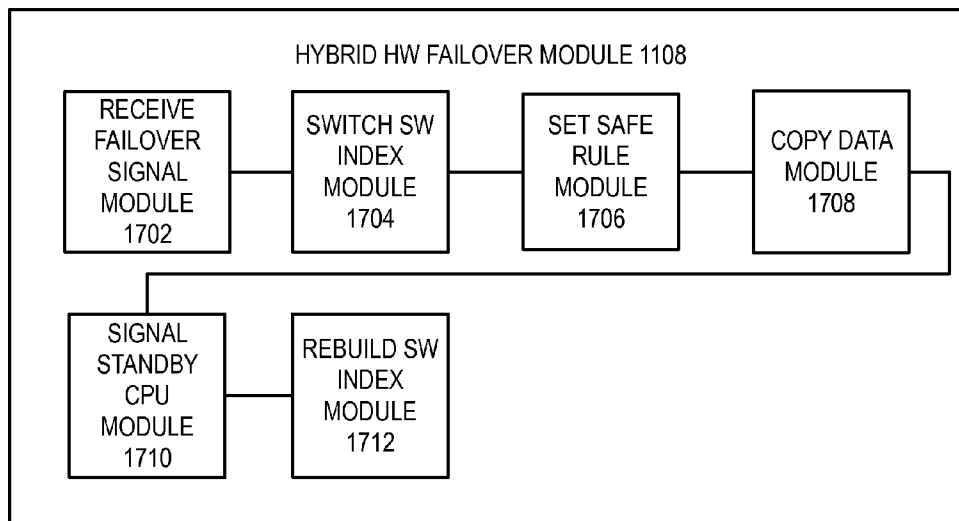 HYBRID HW FAILOVER MODULE 1108
RECEIVE
FAILOVER
SIGNAL
MODULE
1702
SWITCH SW
INDEX
MODULE
1704
SET SAFE
RULE
MODULE
1706
COPY DATA
MODULE
1708
SIGNAL
STANDBY
CPU
MODULE
1710
REBUILD SW
INDEX
MODULE
1712